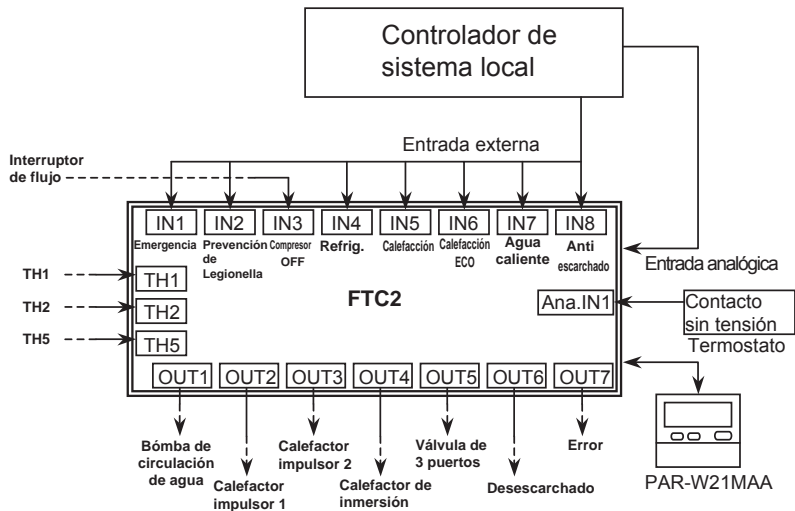 Controlador de
sistema local
Entrada externa
Interruptor
de flujo
IN1 IN2 IN3 IN4 IN5 IN6 IN7 IN8
Emergencia
Prevención
de
Legionella
Compresor
OFF
Refrig.
Calefacción
Calefacción
ECO
Agua
caliente
Anti
escarchado
Entrada analógica
TH1
TH1
TH2
TH2
TH5
TH5
FTC2
Ana.IN1
Contacto
sin tensión
Termostato
OUT1 OUT2 OUT3 OUT4 OUT5 OUT6 OUT7
Bómba de
circulación
de agua
Calefactor
impulsor 1
Calefactor
impulsor 2
Calefactor de
inmersión
Válvula de
3 puertos
Desescarchado
Error
PAR-W21MAA